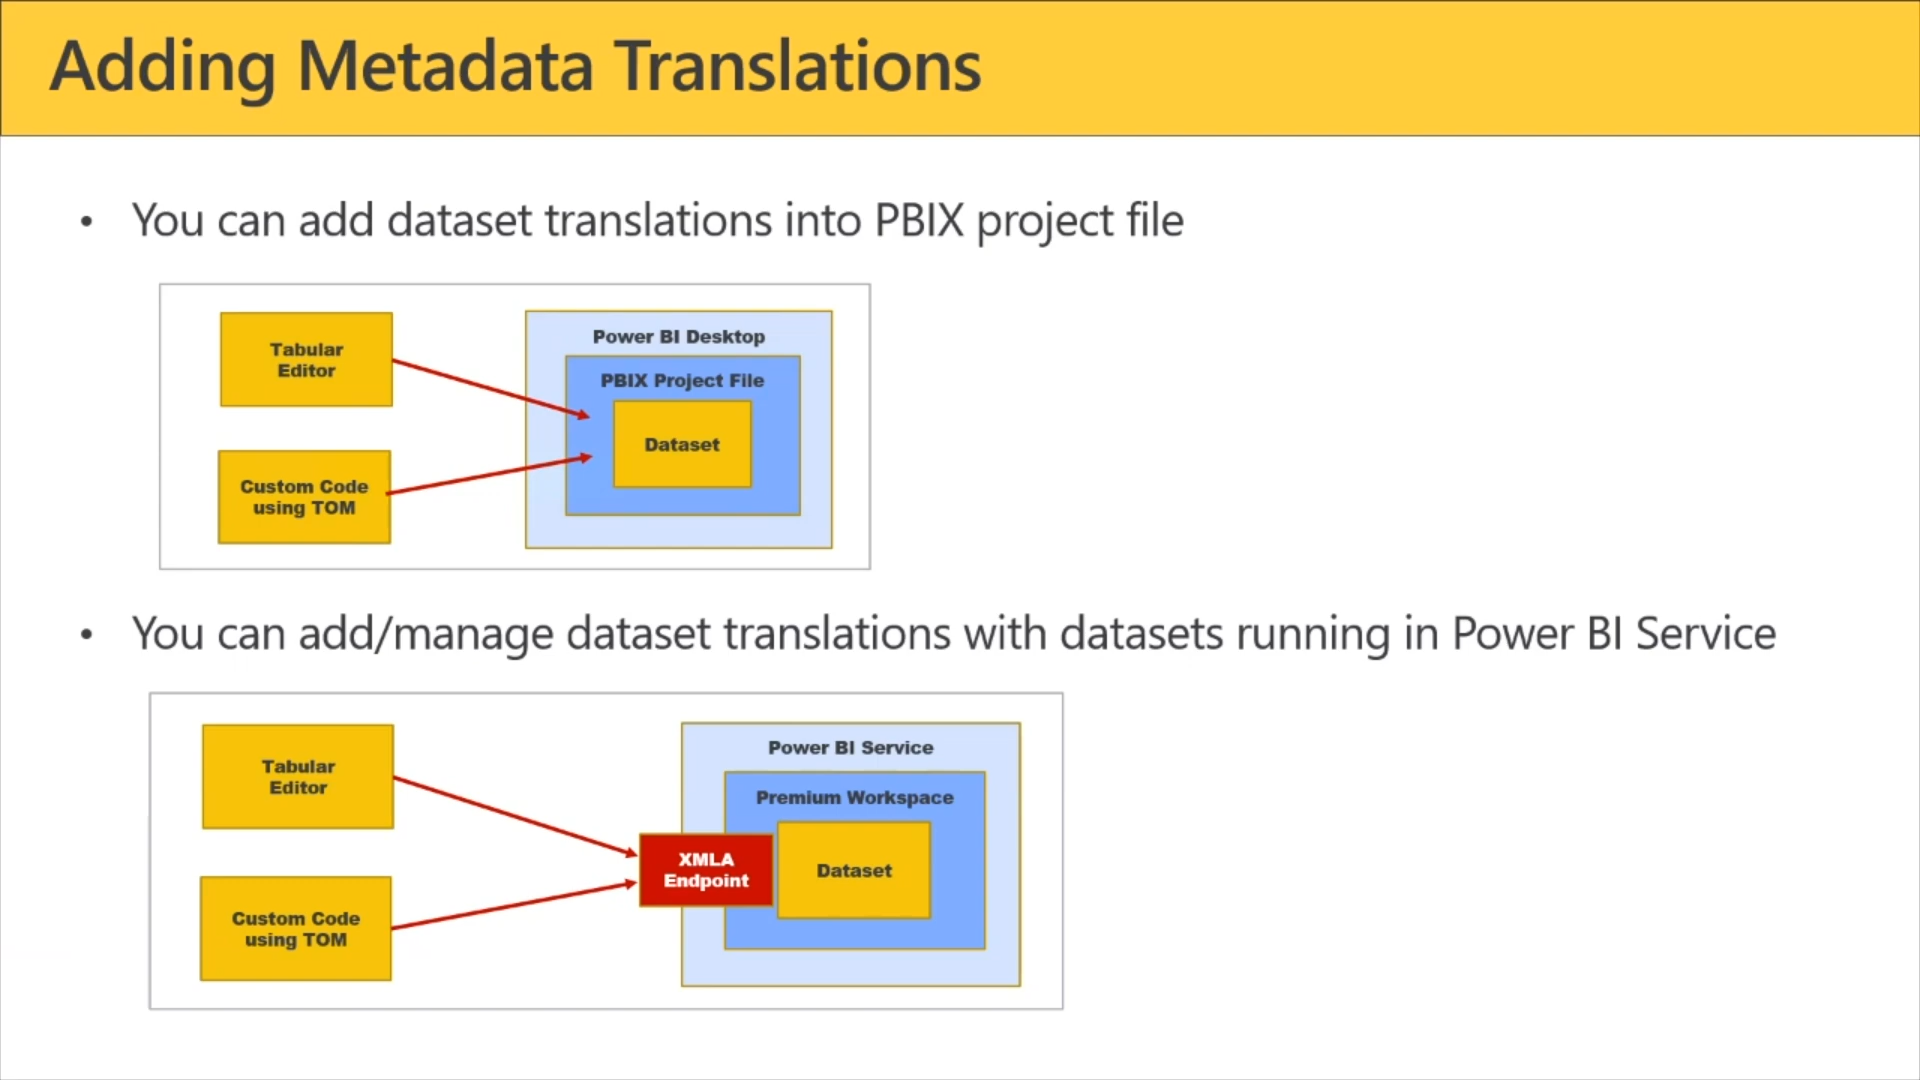 Adding Metadata Translations
• You can add dataset translations into PBIX project file
Tabular
Editor
Custom Code
using TOM
Power BI Desktop
PBIX Project File
Dataset
• You can add/manage dataset translations with datasets running in Power BI Service
Tabular
Editor
Custom Code
using TOM
Power BI Service
Premium Workspace
XMLA
Endpoint
Dataset